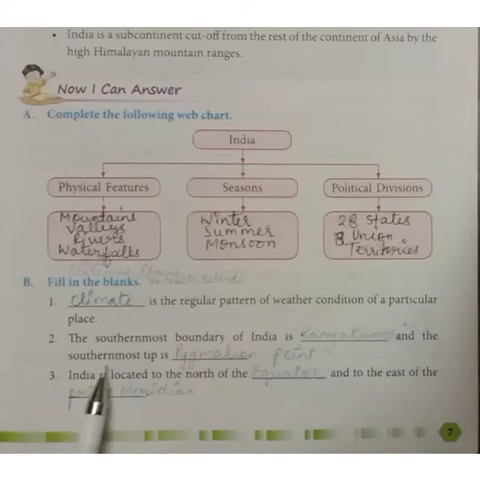 • India is a subcontinent cut-off from the rest of the continent of Asia by the
high Himalayan mountain ranges.
Now I Can Answer
A. Complete the following web chart.
India
Physical Features
Seasons
Political Divisions
Mountains
Valleys
Rivers
Waterfalls
Winter
Summer
Monsoon
28 States
8 Union
Territories
B. Fill in the blanks.
1. Climate is the regular pattern of weather condition of a particular
place.
2. The southernmost boundary of India is Kanyakumari and the
southernmost tip is Pygmalion point
3. India is located to the north of the Equator and to the east of the
Meridian
7